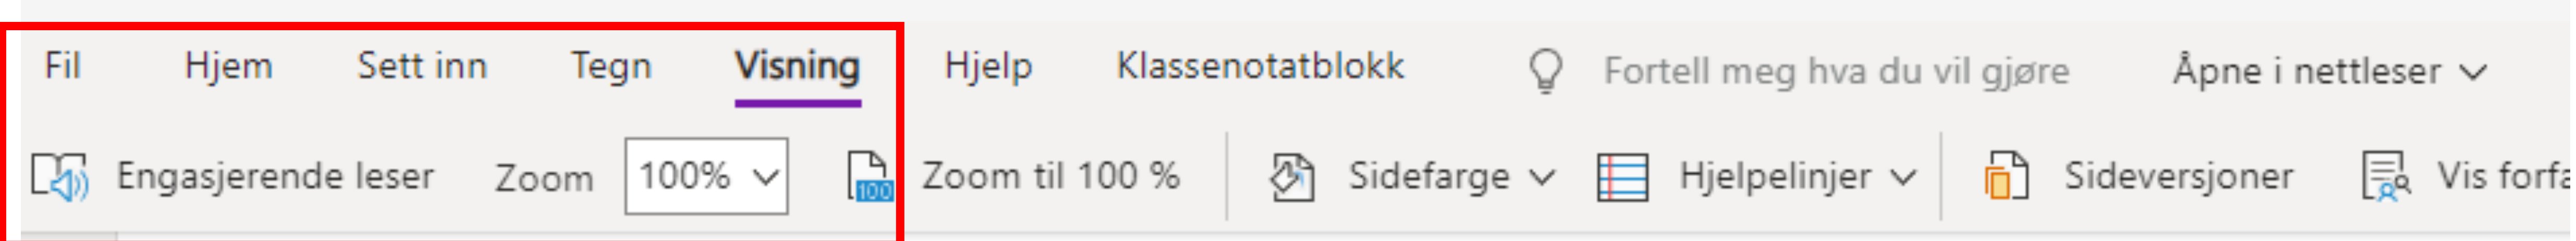 Fil Hjem Sett inn Tegn Visning Hjelp Klassenotatblokk Fortell meg hva du vil gjøre Åpne i nettleser
Engasjerende leser Zoom 100% 100 Zoom til 100 % Sidefarge Hjelpelinjer Sideversjoner Vis